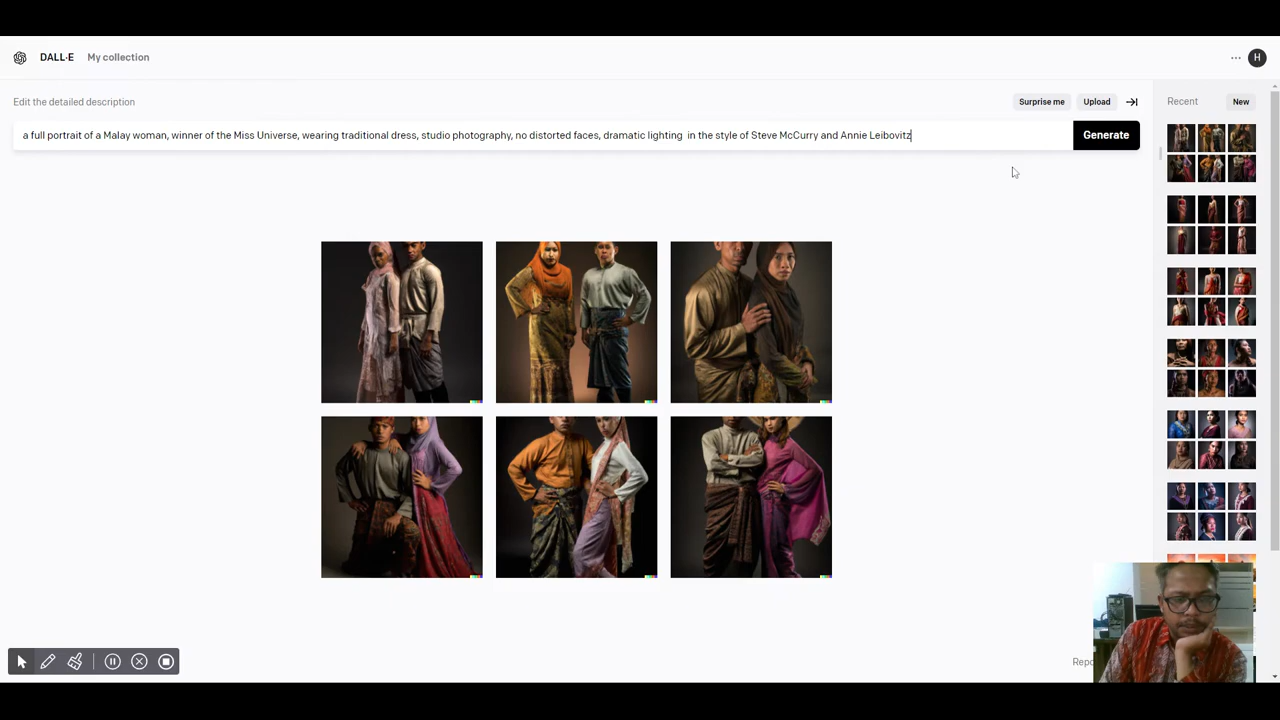 DALL·E My collection
H
Edit the detailed description
Surprise me
Upload
Recent
New
a full portrait of a Malay woman, winner of the Miss Universe, wearing traditional dress, studio photography, no distorted faces, dramatic lighting  in the style of Steve McCurry and Annie Leibovitz
Generate
Repo